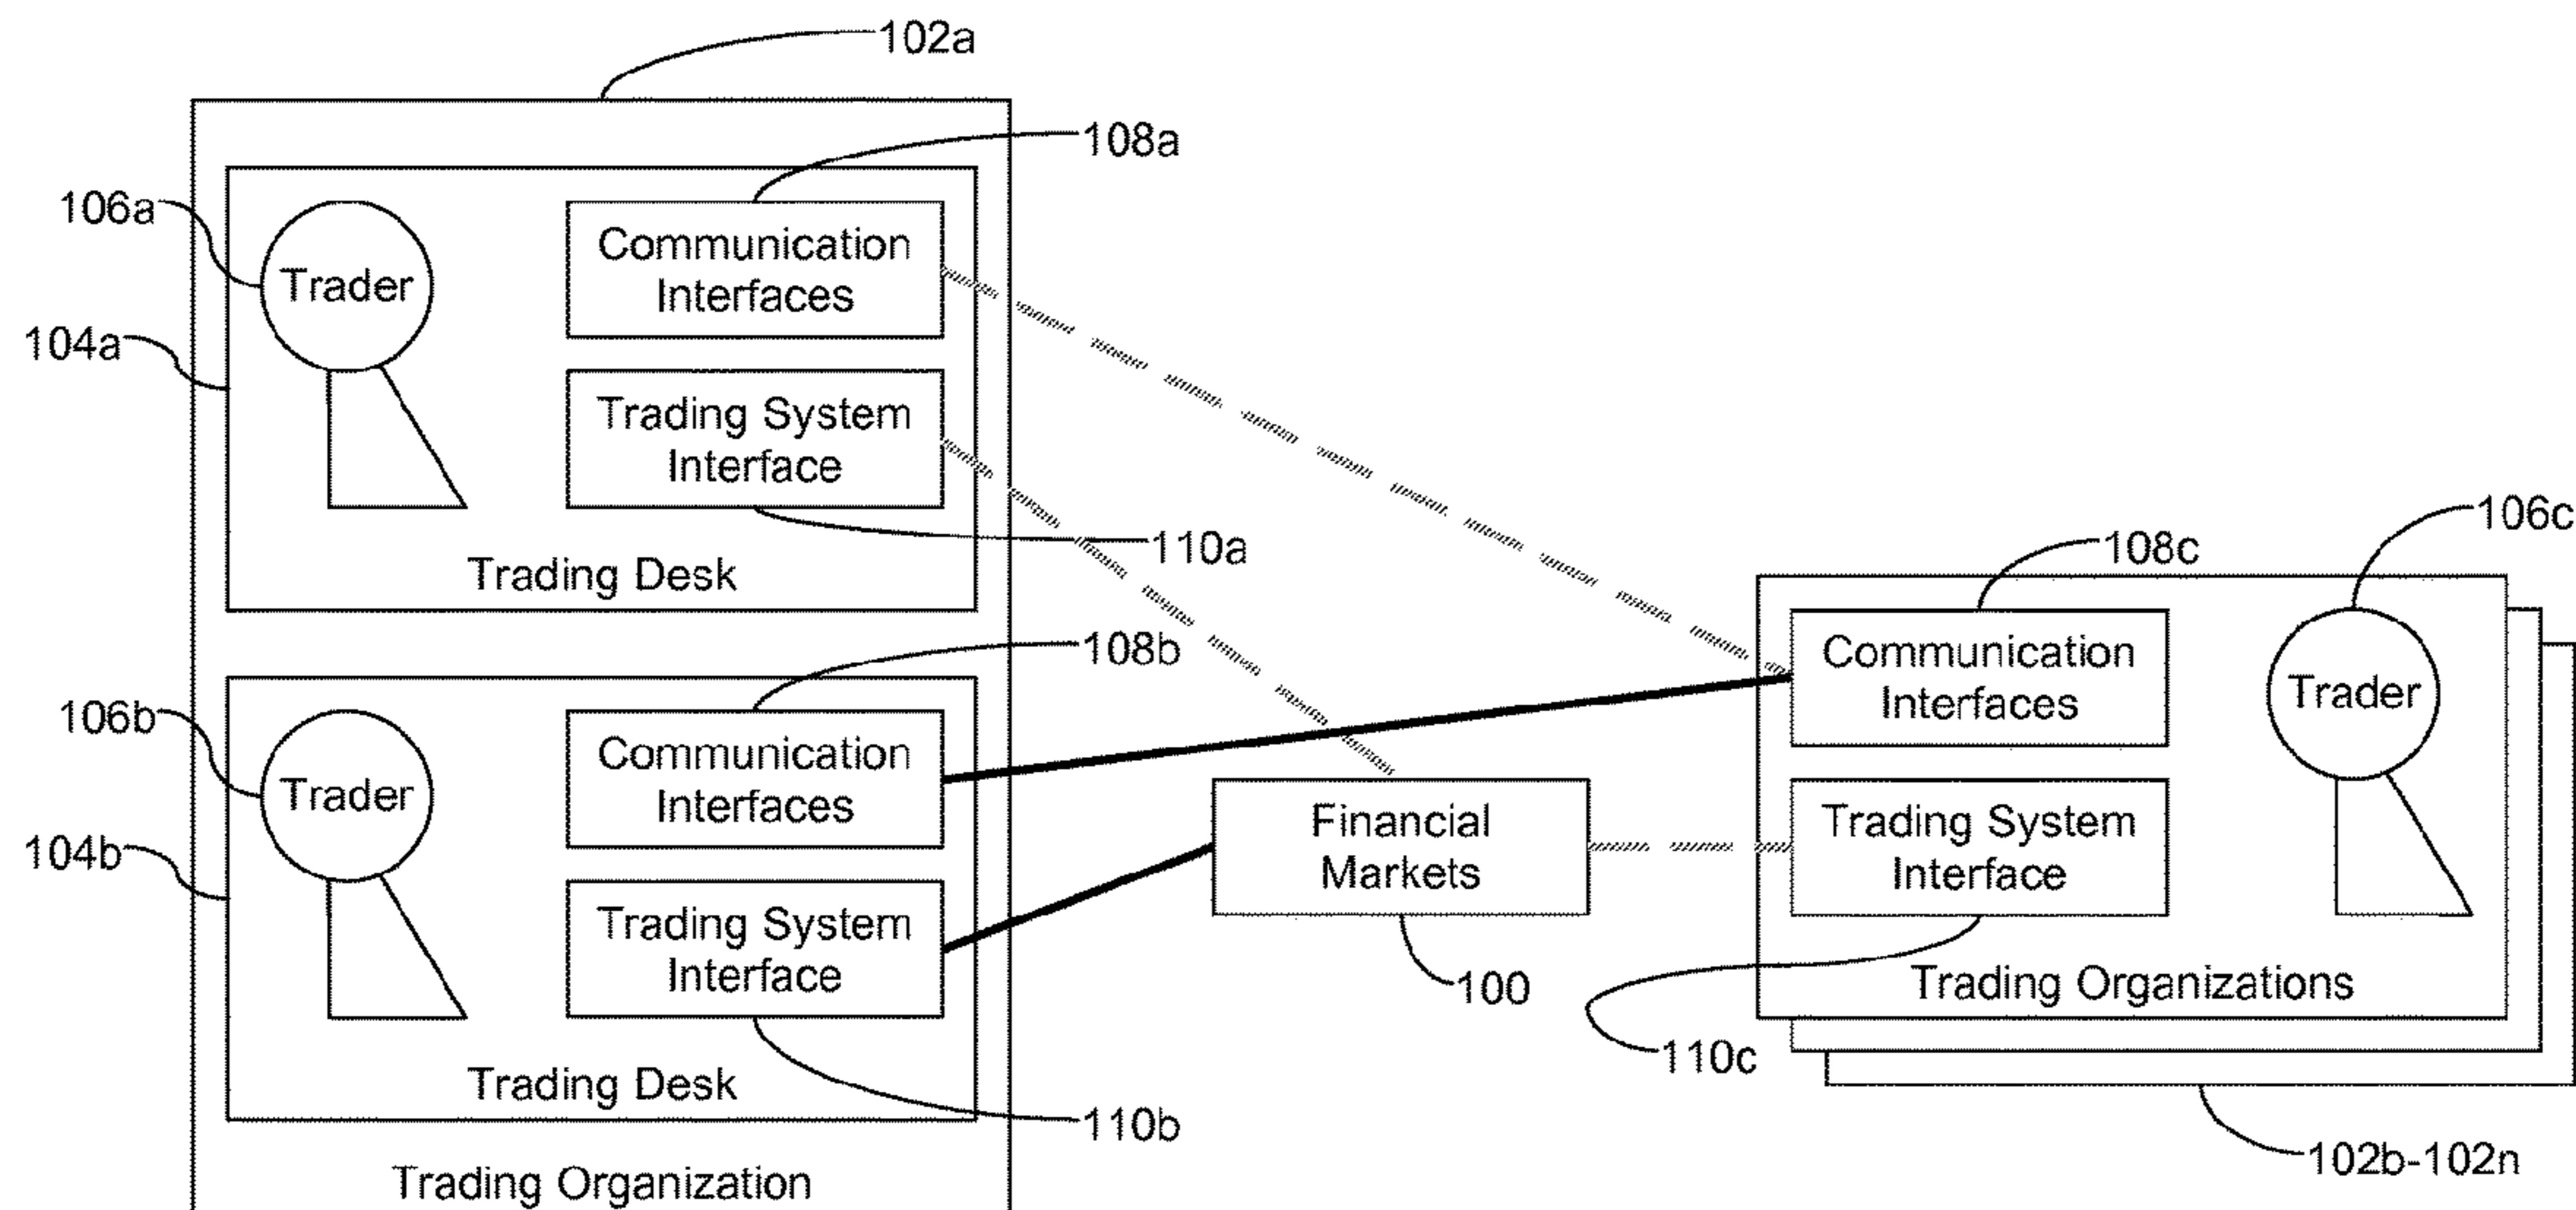 102a
108a
106a
Trader
Communication
Interfaces
104a
Trading System
Interface
110a
Trading Desk
108b
106b
Trader
Communication
Interfaces
104b
Trading System
Interface
Trading Desk
110b
Trading Organization
Financial
Markets
100
106c
108c
Communication
Interfaces
Trader
Trading System
Interface
Trading Organizations
110c
102b-102n